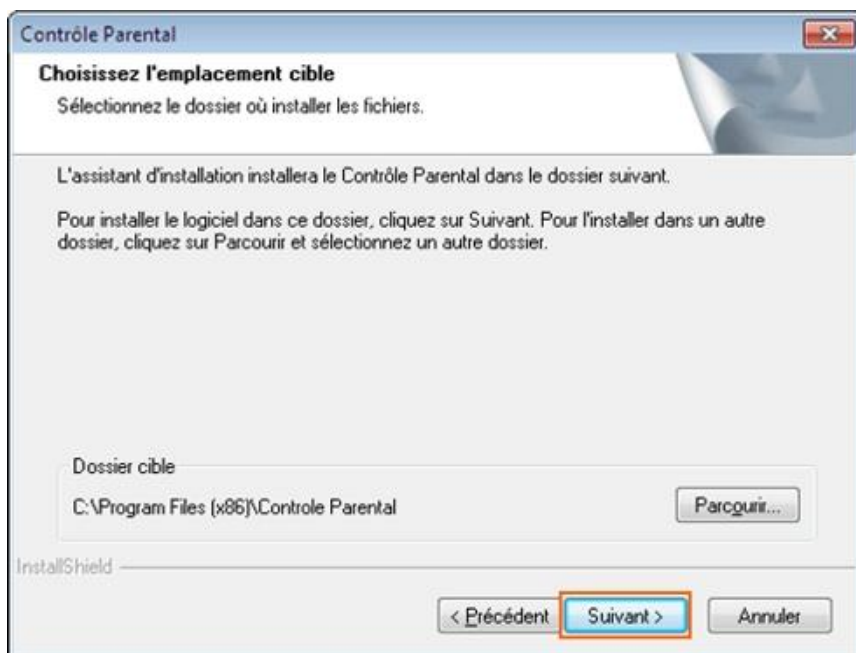 Contrôle Parental
Choisissez l'emplacement cible
Sélectionnez le dossier où installer les fichiers.
L'assistant d'installation installera le Contrôle Parental dans le dossier suivant.
Pour installer le logiciel dans ce dossier, cliquez sur Suivant. Pour l'installer dans un autre
dossier, cliquez sur Parcourir et sélectionnez un autre dossier.
Dossier cible
C:\Program Files (x86)\Controle Parental
Parcourir...
InstallShield
< Précédent
Suivant >
Annuler